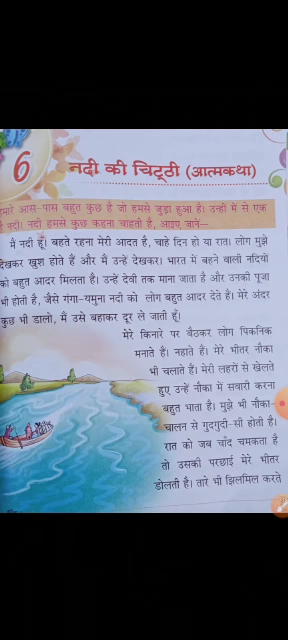 6
नदी की चिट्ठी (आत्मकथा)
हमारे आस-पास बहुत कुछ है जो हमसे जुड़ा हुआ है। उन्हीं में से एक
है नदी। नदी हमसे कुछ कहना चाहती है, आइए जानें—
मैं नदी हूँ। बहते रहना मेरी आदत है, चाहे दिन हो या रात। लोग मुझे
देखकर खुश होते हैं और मैं उन्हें देखकर। भारत में बहने वाली नदियों
को बहुत आदर मिलता है। उन्हें देवी तक माना जाता है और उनकी पूजा
भी होती है, जैसे गंगा-यमुना नदी को लोग बहुत आदर देते हैं। मेरे अंदर
कुछ भी डालो, मैं उसे बहाकर दूर ले जाती हूँ।
मेरे किनारे पर बैठकर लोग पिकनिक
मनाते हैं। नहाते हैं। मेरे भीतर नौका
भी चलाते हैं। मेरी लहरों से खेलते
हुए उन्हें नौका में सवारी करना
बहुत भाता है। मुझे भी नौका-
चालन से गुदगुदी-सी होती है।
रात को जब चाँद चमकता है
तो उसकी परछाई मेरे भीतर
डोलती है। तारे भी झिलमिल करते